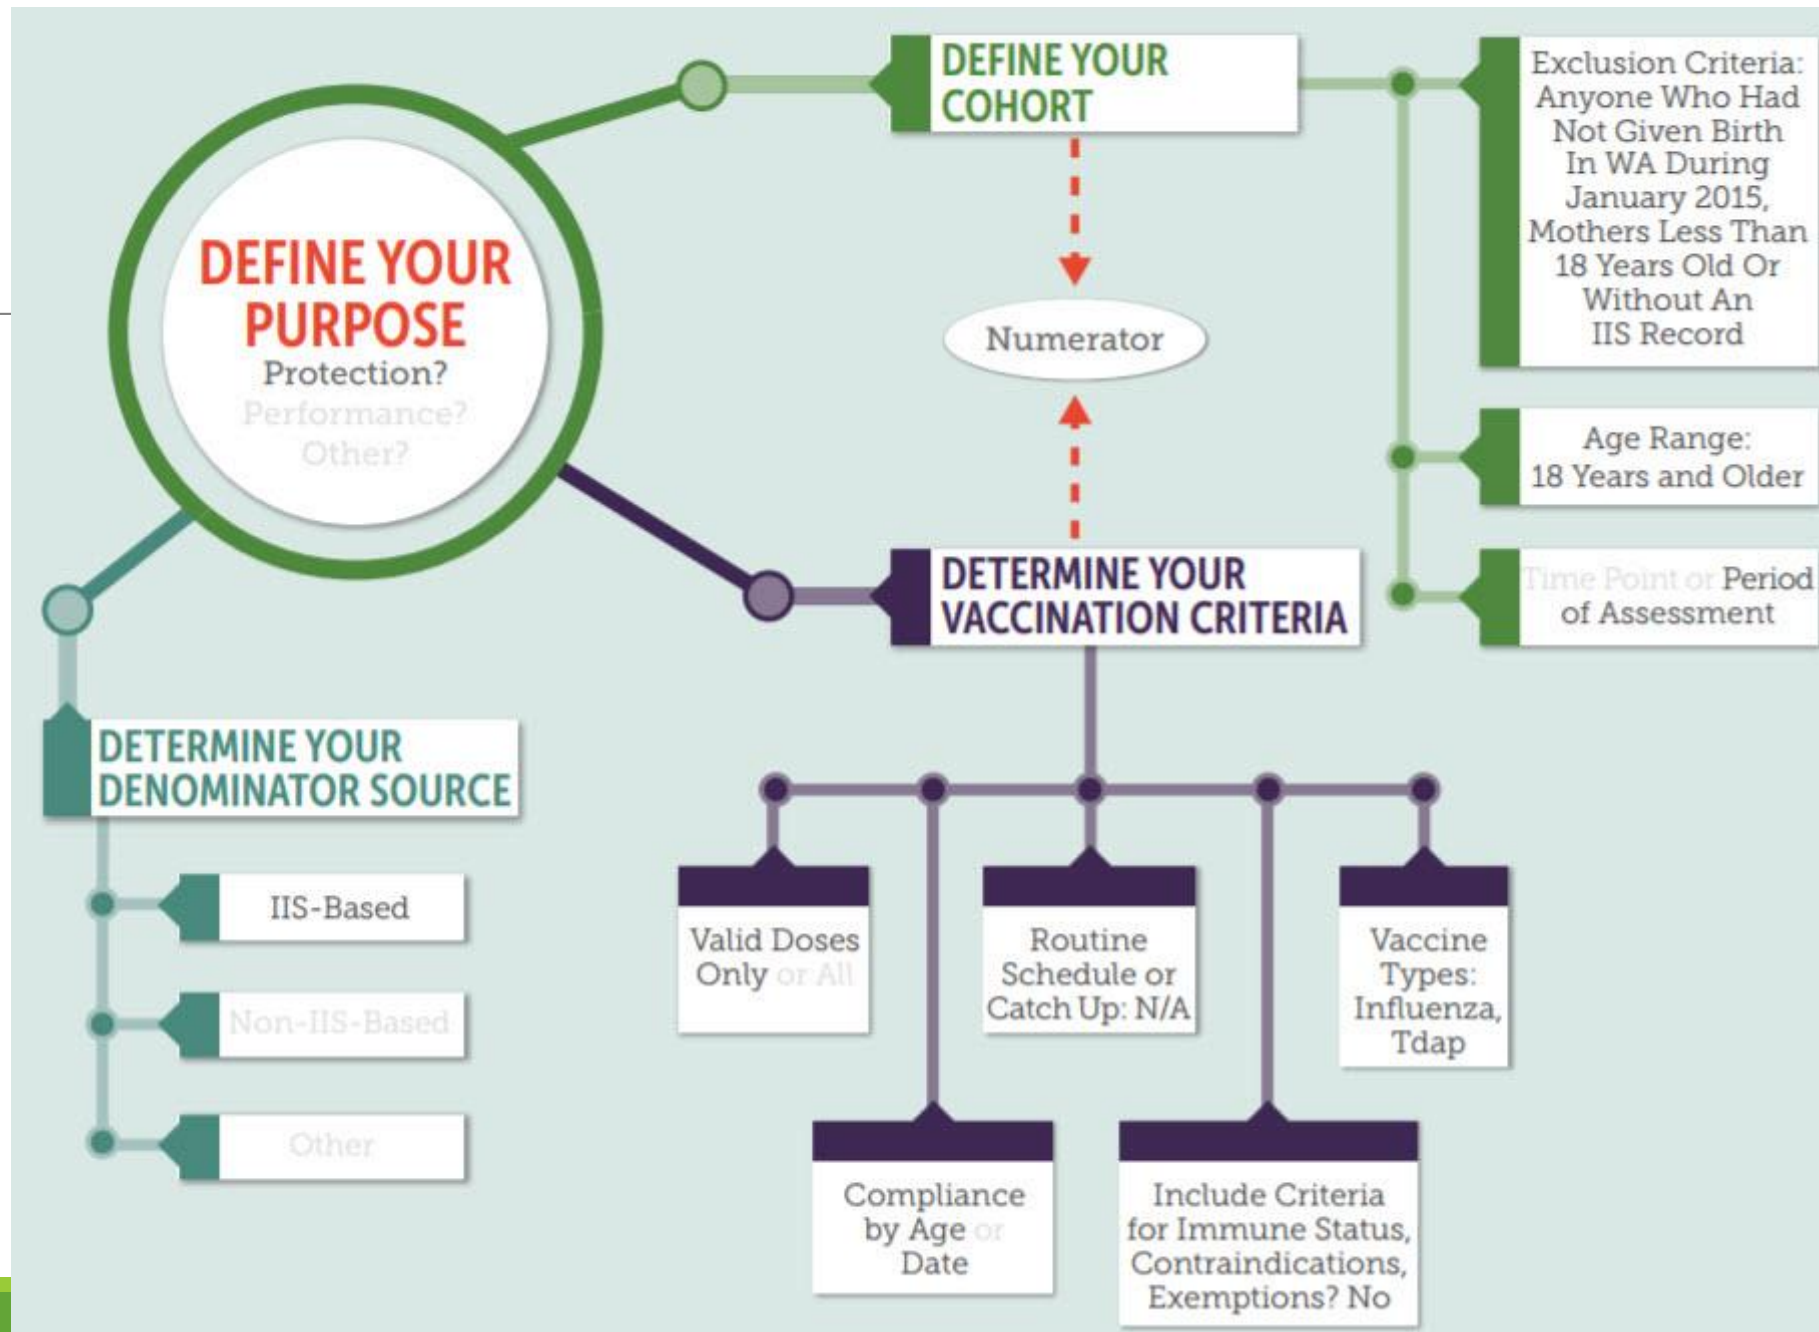 DEFINE YOUR
PURPOSE
Protection?
Performance?
Other?
DEFINE YOUR
COHORT
Numerator
Exclusion Criteria:
Anyone Who Had
Not Given Birth
In WA During
January 2015,
Mothers Less Than
18 Years Old Or
Without An
IIS Record
Age Range:
18 Years and Older
Time Point or Period
of Assessment
DETERMINE YOUR
VACCINATION CRITERIA
Valid Doses
Only or All
Compliance
by Age or
Date
Routine
Schedule or
Catch Up: N/A
Include Criteria
for Immune Status,
Contraindications,
Exemptions? No
Vaccine
Types:
Influenza,
Tdap
DETERMINE YOUR
DENOMINATOR SOURCE
IIS-Based
Non-IIS-Based
Other